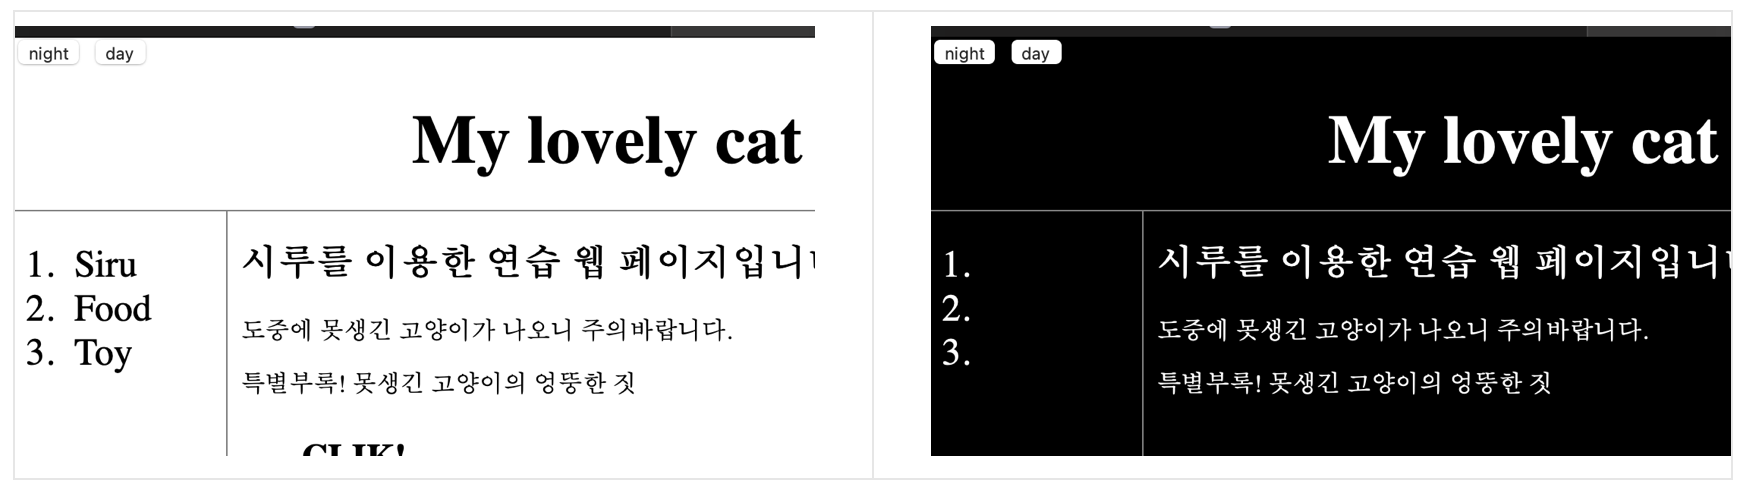 night day
My lovely cat
1. Siru
2. Food
3. Toy
시루를 이용한 연습 웹 페이지입니
도중에 못생긴 고양이가 나오니 주의바랍니다.
특별부록! 못생긴 고양이의 엉뚱한 짓
CLIK!
night day
My lovely cat
1.
2.
3.
시루를 이용한 연습 웹 페이지입니
도중에 못생긴 고양이가 나오니 주의바랍니다.
특별부록! 못생긴 고양이의 엉뚱한 짓